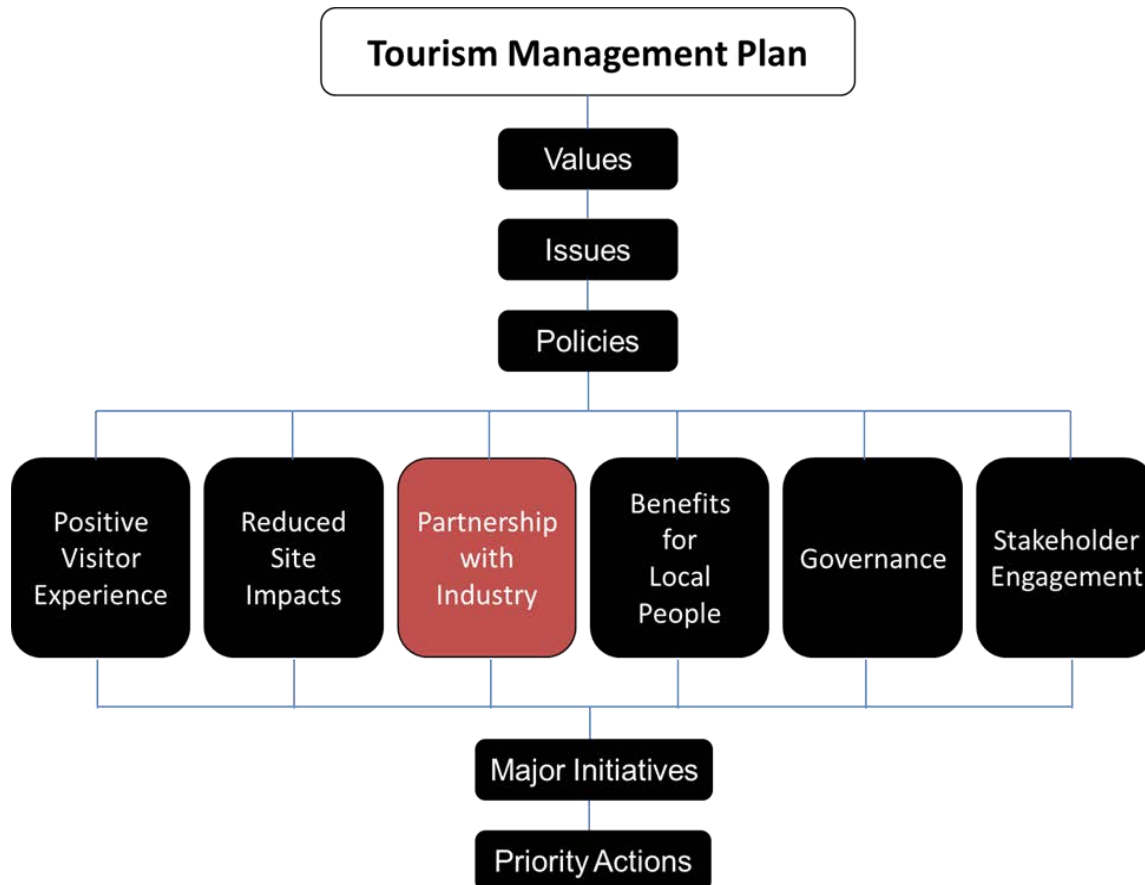 Tourism Management Plan
Values
Issues
Policies
Positive
Visitor
Experience
Reduced
Site
Impacts
Partnership
with
Industry
Benefits
for
Local
People
Governance
Stakeholder
Engagement
Major Initiatives
Priority Actions